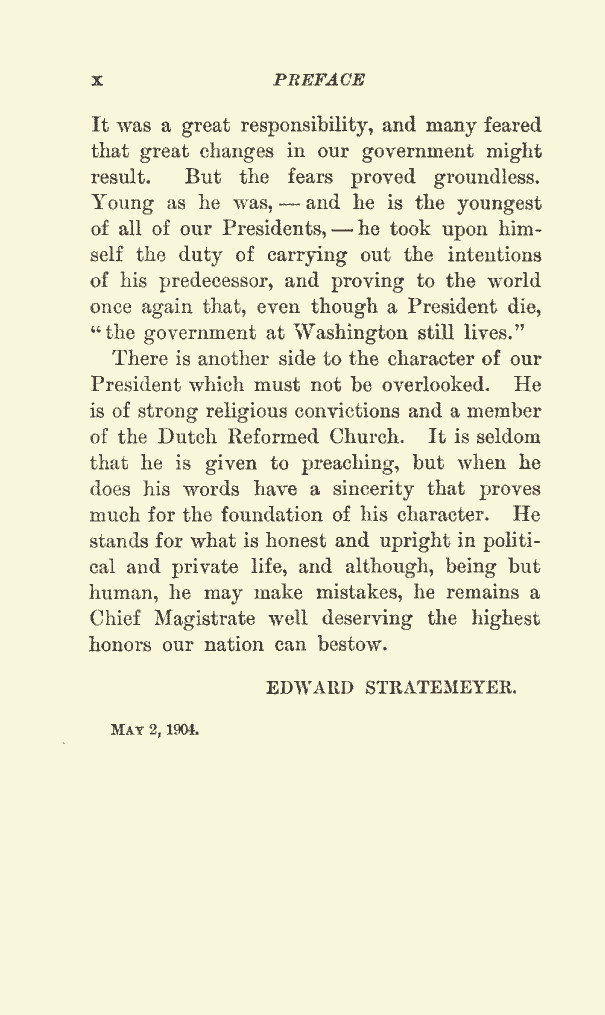 x PREFACE
It was a great responsibility, and many feared
that great changes in our government might
result. But the fears proved groundless.
Young as he was, — and he is the youngest
of all of our Presidents, — he took upon him-
self the duty of carrying out the intentions
of his predecessor, and proving to the world
once again that, even though a President die,
“the government at Washington still lives.”
There is another side to the character of our
President which must not be overlooked. He
is of strong religious convictions and a member
of the Dutch Reformed Church. It is seldom
that he is given to preaching, but when he
does his words have a sincerity that proves
much for the foundation of his character. He
stands for what is honest and upright in politi-
cal and private life, and although, being but
human, he may make mistakes, he remains a
Chief Magistrate well deserving the highest
honors our nation can bestow.
EDWARD STRATEMEYER.
May 2, 1904.